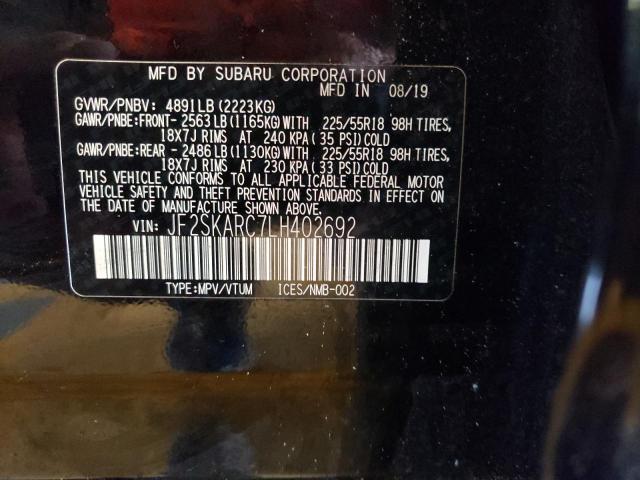 MFD BY SUBARU CORPORATION
MFD IN 08/19
GVWR/PNBV: 4891LB (2223KG)
GAWR/PNBE:FRONT- 2563LB (1165KG) WITH 225/55R18 98H TIRES,
18X7J RIMS AT 240 KPA ( 35 PSI) COLD
GAWR/PNBE:REAR - 2486LB (1130KG) WITH 225/55R18 98H TIRES,
18X7J RIMS AT 230 KPA ( 33 PSI) COLD
THIS VEHICLE CONFORMS TO ALL APPLICABLE FEDERAL MOTOR
VEHICLE SAFETY AND THEFT PREVENTION STANDARDS IN EFFECT
ON THE DATE OF MANUFACTURE SHOWN ABOVE.
VIN: JF2SKARC7LH402692
TYPE:MPV/VTUM ICES/NMB-002